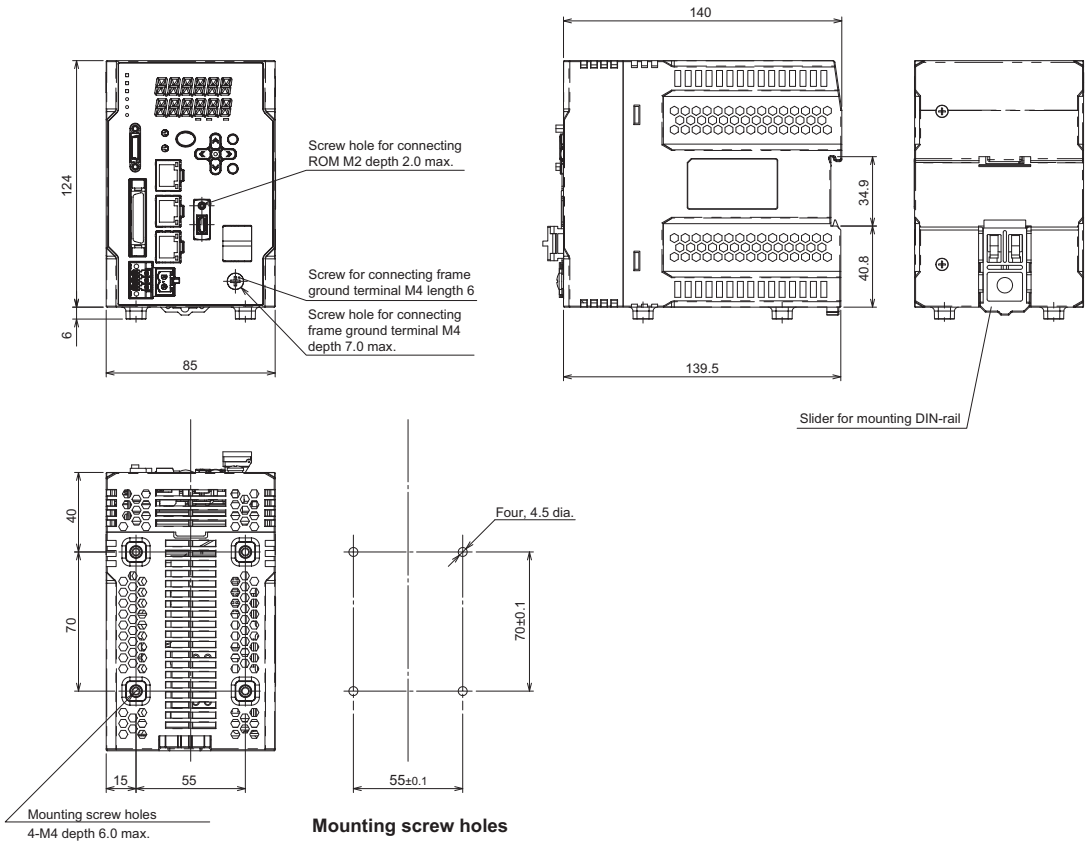 140
124
6
85
Screw hole for connecting
ROM M2 depth 2.0 max.
Screw for connecting frame
ground terminal M4 length 6
Screw hole for connecting
frame ground terminal M4
depth 7.0 max.
34.9
40.8
139.5
Slider for mounting DIN-rail
40
70
15
55
Mounting screw holes
4-M4 depth 6.0 max.
Four, 4.5 dia.
70±0.1
55±0.1
Mounting screw holes